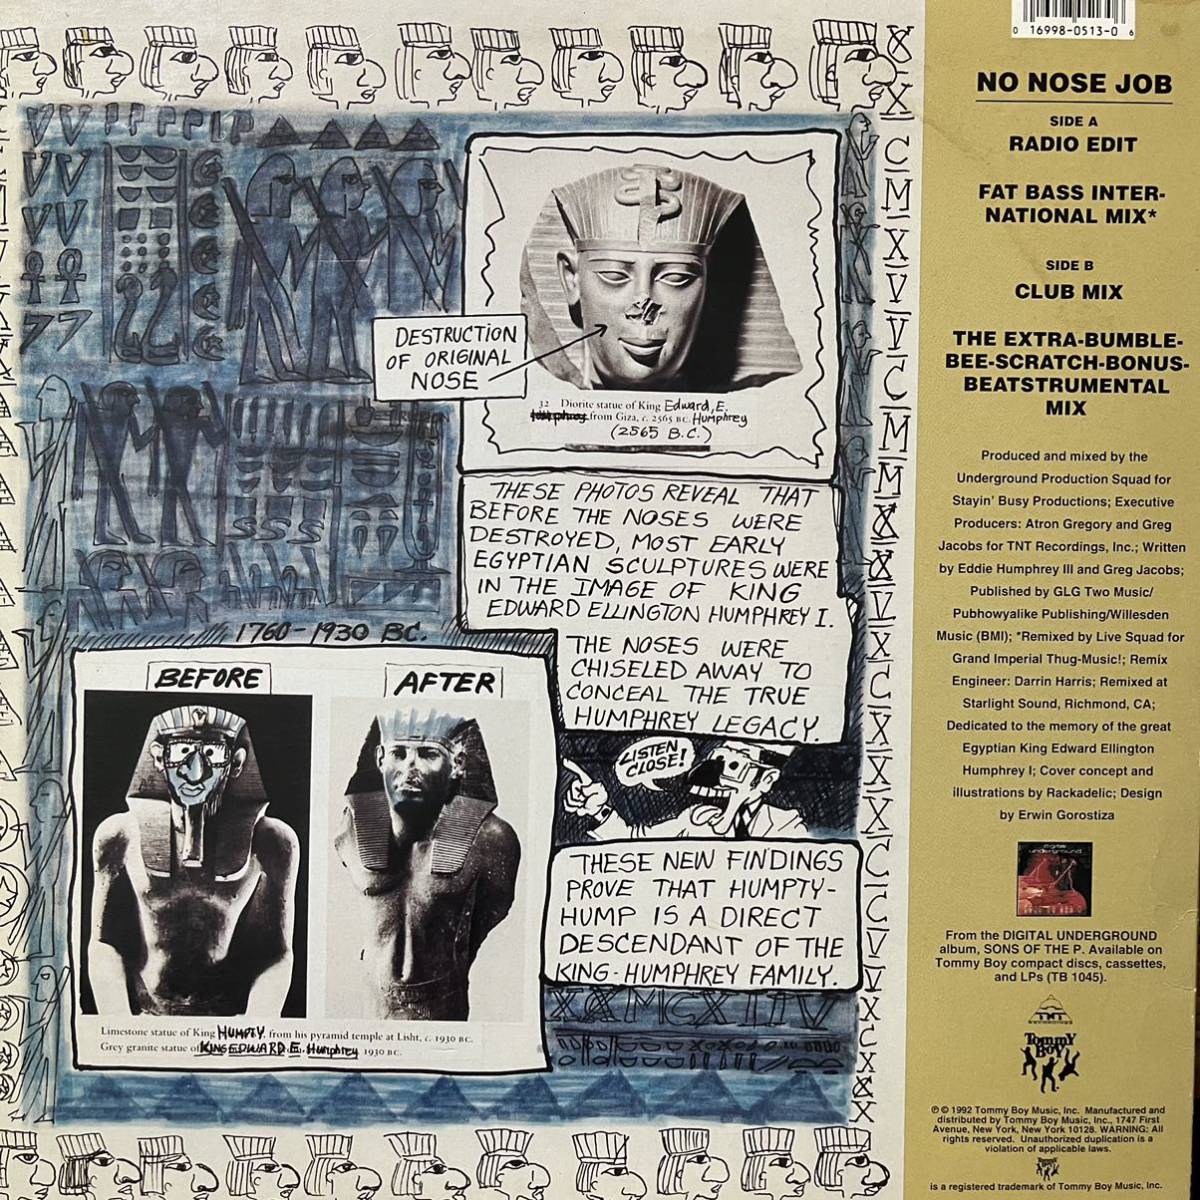 0 16998-0513-0 6
NO NOSE JOB
SIDE A
RADIO EDIT
FAT BASS INTER-
NATIONAL MIX*
SIDE B
CLUB MIX
THE EXTRA-BUMBLE-
BEE-SCRATCH-BONUS-
BEATSTRUMENTAL
MIX
Produced and mixed by the
Underground Production Squad for
Stayin' Busy Productions; Executive
Producers: Atron Gregory and Greg
Jacobs for TNT Recordings, Inc.; Written
by Eddie Humphrey III and Greg Jacobs;
Published by GLG Two Music/
Pubhowyalike Publishing/Willesden
Music (BMI); *Remixed by Live Squad for
Grand Imperial Thug-Music!; Remix
Engineer: Darrin Harris; Remixed at
Starlight Sound, Richmond, CA;
Dedicated to the memory of the great
Egyptian King Edward Ellington
Humphrey I; Cover concept and
illustrations by Rackadelic; Design
by Erwin Gorostiza
digital
underground
From the DIGITAL UNDERGROUND
album, SONS OF THE P. Available on
Tommy Boy compact discs, cassettes,
and LPs (TB 1045).
TNT
TOMMY
BOY
℗ © 1992 Tommy Boy Music, Inc. Manufactured and
distributed by Tommy Boy Music, Inc., 1747 First
Avenue, New York, New York 10128. WARNING: All
rights reserved. Unauthorized duplication is a
violation of applicable laws.
is a registered trademark of Tommy Boy Music, Inc.
DESTRUCTION
OF ORIGINAL
NOSE
32 Diorite statue of King Edward, E.
from Giza, c. 2565 BC. Humphrey
(2565 B.C.)
THESE PHOTOS REVEAL THAT
BEFORE THE NOSES WERE
DESTROYED, MOST EARLY
EGYPTIAN SCULPTURES WERE
IN THE IMAGE OF KING
EDWARD ELLINGTON HUMPHREY I.
THE NOSES WERE
CHISELED AWAY TO
CONCEAL THE TRUE
HUMPHREY LEGACY.
1760-1930 BC.
BEFORE
AFTER
Limestone statue of King HUMPTY from his pyramid temple at Lisht, c. 1930 BC.
Grey granite statue of KING EDWARD E. Humphrey 1930 BC.
LISTEN
CLOSE!
THESE NEW FINDINGS
PROVE THAT HUMPTY-
HUMP IS A DIRECT
DESCENDANT OF THE
KING-HUMPHREY FAMILY.